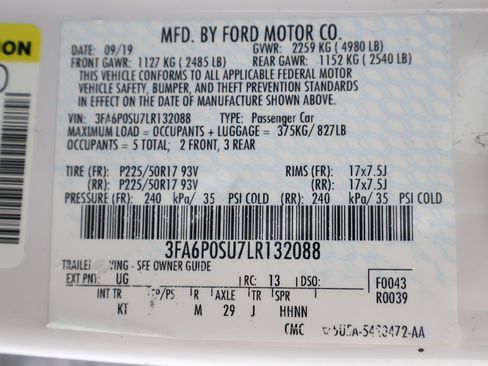 MFD. BY FORD MOTOR CO.
DATE: 09/19 GVWR: 2259 KG ( 4980 LB)
FRONT GAWR: 1127 KG ( 2485 LB) REAR GAWR: 1152 KG ( 2540 LB)
THIS VEHICLE CONFORMS TO ALL APPLICABLE FEDERAL MOTOR
VEHICLE SAFETY, BUMPER, AND THEFT PREVENTION STANDARDS
IN EFFECT ON THE DATE OF MANUFACTURE SHOWN ABOVE.
VIN: 3FA6P0SU7LR132088 TYPE: Passenger Car
MAXIMUM LOAD = OCCUPANTS + LUGGAGE = 375KG/827LB
OCCUPANTS = 5 TOTAL; 2 FRONT, 3 REAR
TIRE (FR): P225/50R17 93V RIMS (FR): 17x7.5J
(RR): P225/50R17 93V (RR): 17x7.5J
PRESSURE (FR): 240 kPa/ 35 PSI COLD (RR): 240 kPa/ 35 PSI COLD
3FA6P0SU7LR132088
TRAILER SEE OWNER GUIDE
EXT PNT: UG RC: 13 DSO: F0043
R0039
INT TR TP/PS R AXLE TR SPR
KT M 29 J HHNN
CMC